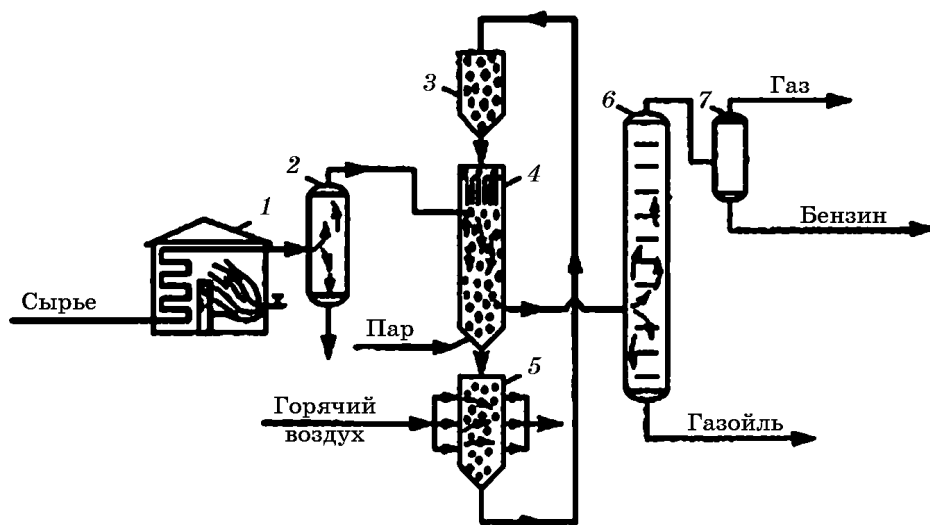 Газ
3
6
7
2
4
Бензин
1
Сырье
Пар
5
Горячий
воздух
Газойль